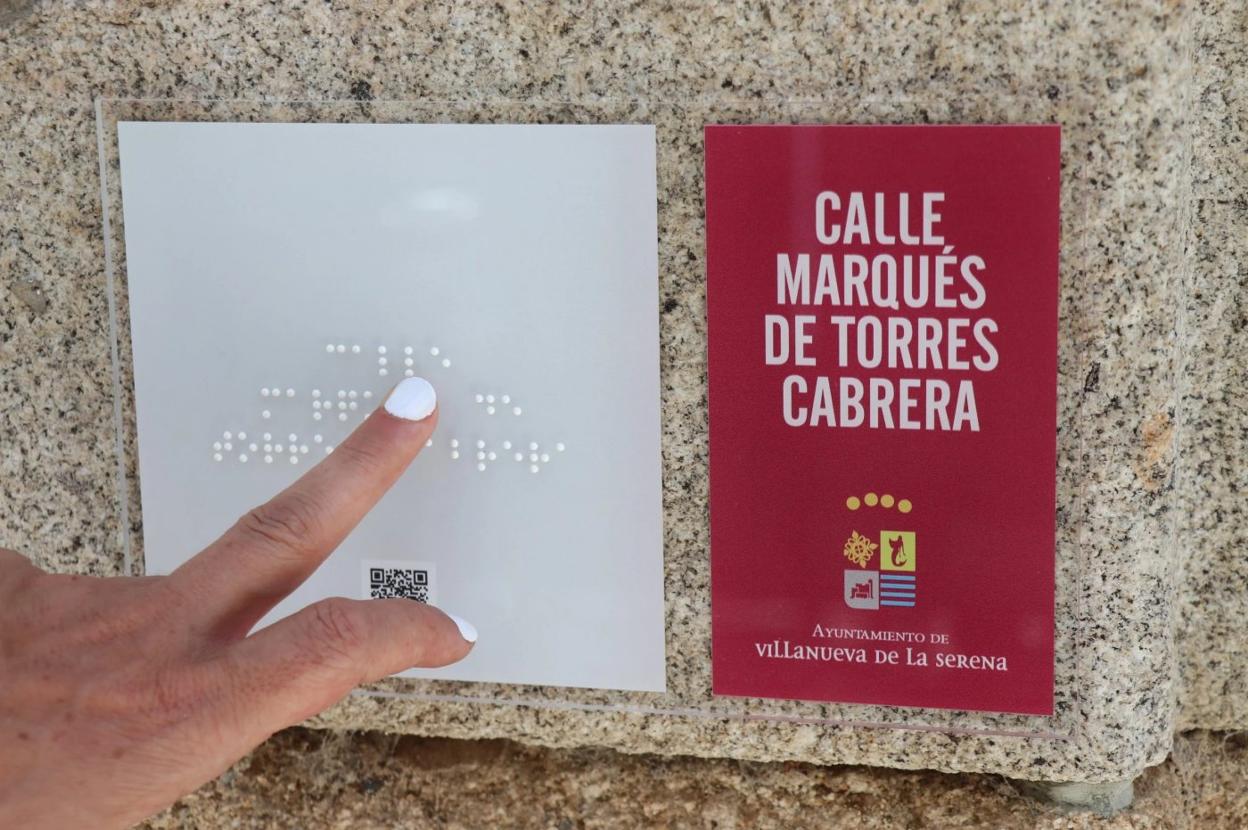 CALLE
MARQUÉS
DE TORRES
CABRERA
AYUNTAMIENTO DE
VILLANUEVA DE LA SERENA